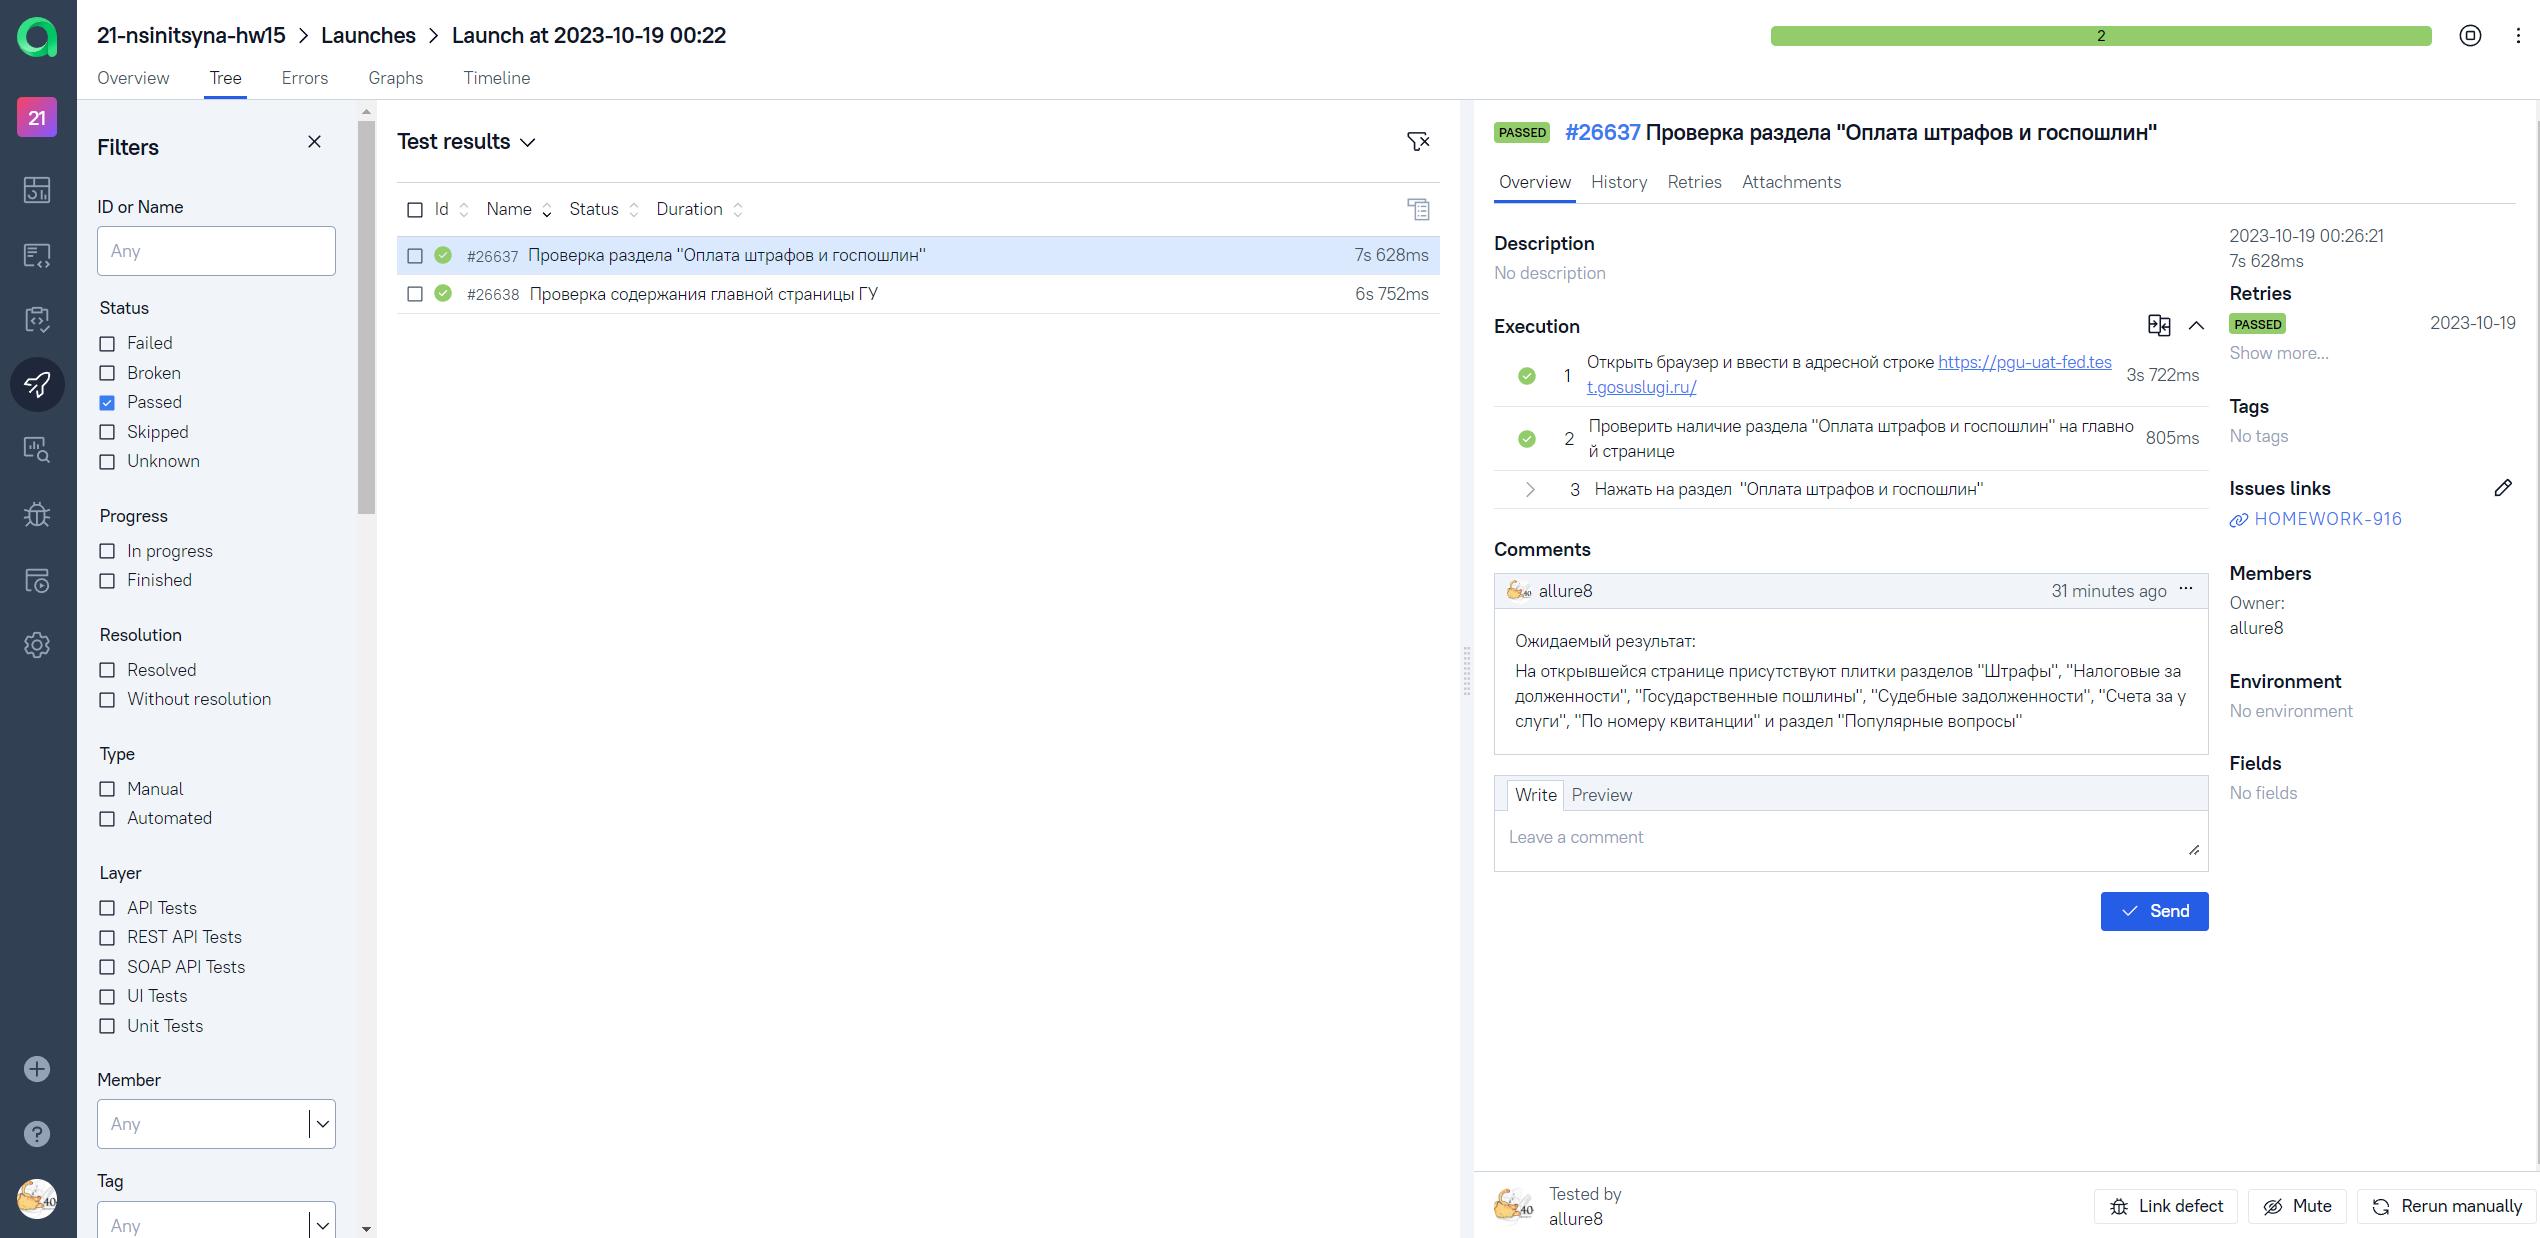 21-nsinitsyna-hw15 > Launches > Launch at 2023-10-19 00:22
2
Overview Tree Errors Graphs Timeline
21
Filters
ID or Name
Any
Status
Failed
Broken
Passed
Skipped
Unknown
Progress
In progress
Finished
Resolution
Resolved
Without resolution
Type
Manual
Automated
Layer
API Tests
REST API Tests
SOAP API Tests
UI Tests
Unit Tests
Member
Any
Tag
Any
Test results
Id Name Status Duration
#26637 Проверка раздела "Оплата штрафов и госпошлин" 7s 628ms
#26638 Проверка содержания главной страницы ГУ 6s 752ms
PASSED #26637 Проверка раздела "Оплата штрафов и госпошлин"
Overview History Retries Attachments
Description
No description
Execution
1 Открыть браузер и ввести в адресной строке https://pgu-uat-fed.tes
t.gosuslugi.ru/
3s 722ms
2 Проверить наличие раздела "Оплата штрафов и госпошлин" на главно
й странице
805ms
3 Нажать на раздел "Оплата штрафов и госпошлин"
Comments
allure8 31 minutes ago ...
Ожидаемый результат:
На открывшейся странице присутствуют плитки разделов "Штрафы", "Налоговые за
долженности", "Государственные пошлины", "Судебные задолженности", "Счета за у
слуги", "По номеру квитанции" и раздел "Популярные вопросы"
Write Preview
Leave a comment
Send
2023-10-19 00:26:21
7s 628ms
Retries
PASSED 2023-10-19
Show more...
Tags
No tags
Issues links
HOMEWORK-916
Members
Owner:
allure8
Environment
No environment
Fields
No fields
40
40
Tested by
allure8
Link defect Mute Rerun manually